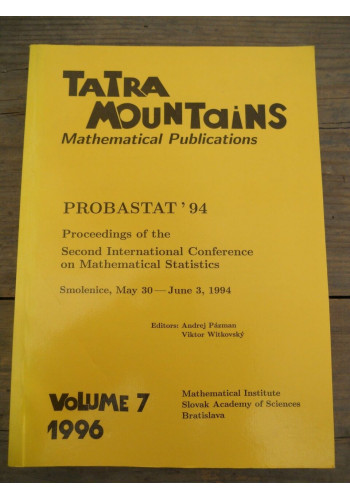 TaTRa
MOUNTaiNS
Mathematical Publications
PROBASTAT '94
Proceedings of the
Second International Conference
on Mathematical Statistics
Smolenice, May 30 — June 3, 1994
Editors: Andrej Pázman
Viktor Witkovský
VOLUME 7
1996
Mathematical Institute
Slovak Academy of Sciences
Bratislava